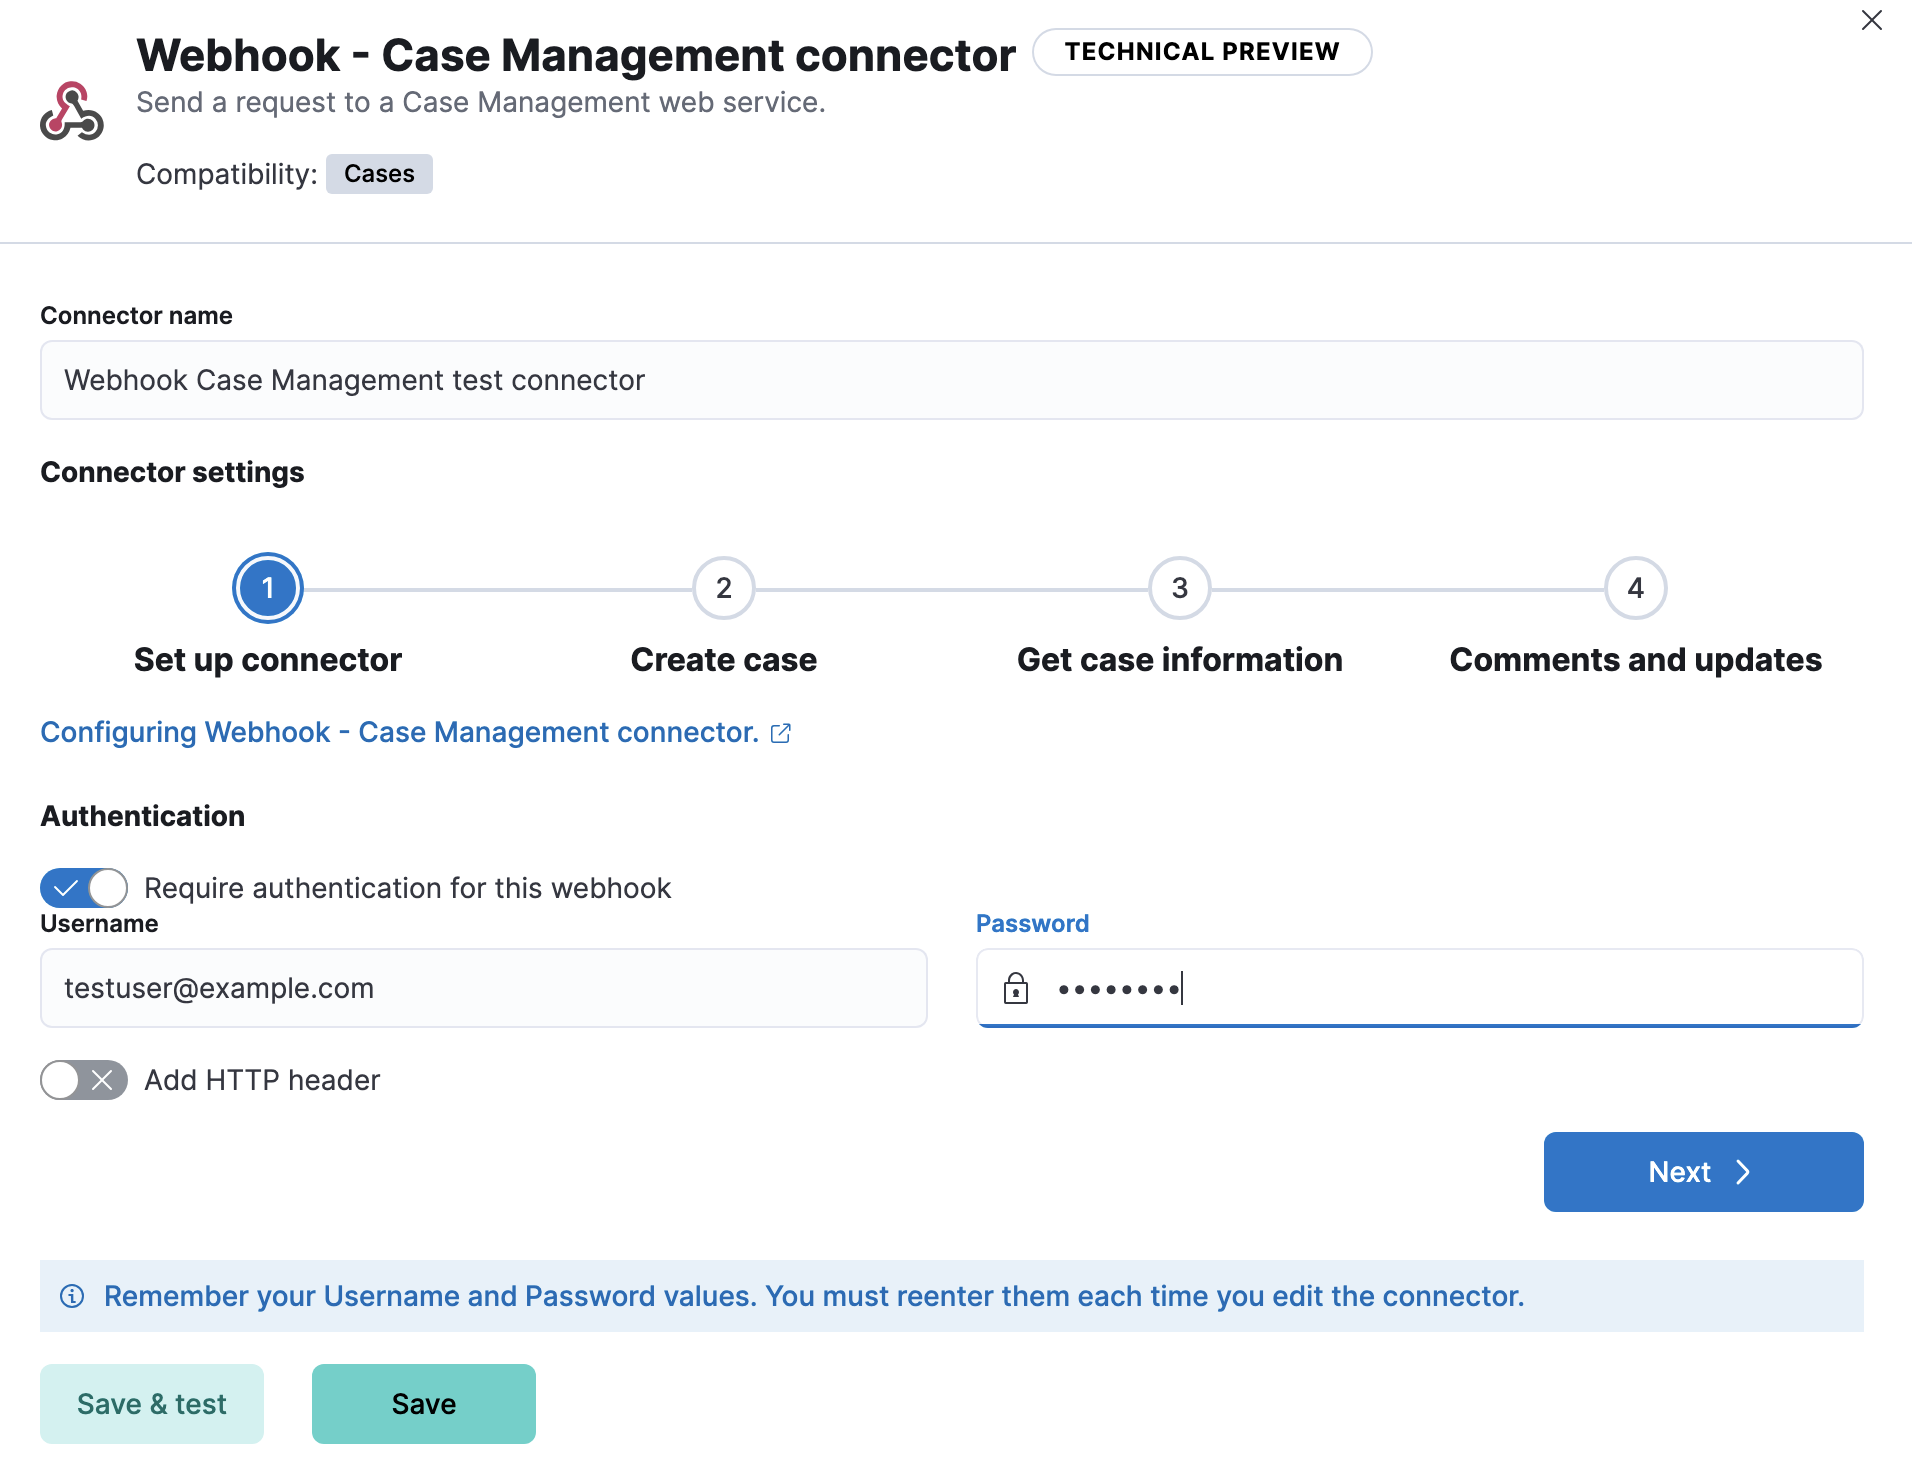 Webhook - Case Management connector TECHNICAL PREVIEW
Send a request to a Case Management web service.
Compatibility: Cases
Connector name
Webhook Case Management test connector
Connector settings
1 2 3 4
Set up connector Create case Get case information Comments and updates
Configuring Webhook - Case Management connector.
Authentication
Require authentication for this webhook
Username Password
testuser@example.com ••••••••
Add HTTP header
Next
Remember your Username and Password values. You must reenter them each time you edit the connector.
Save & test Save